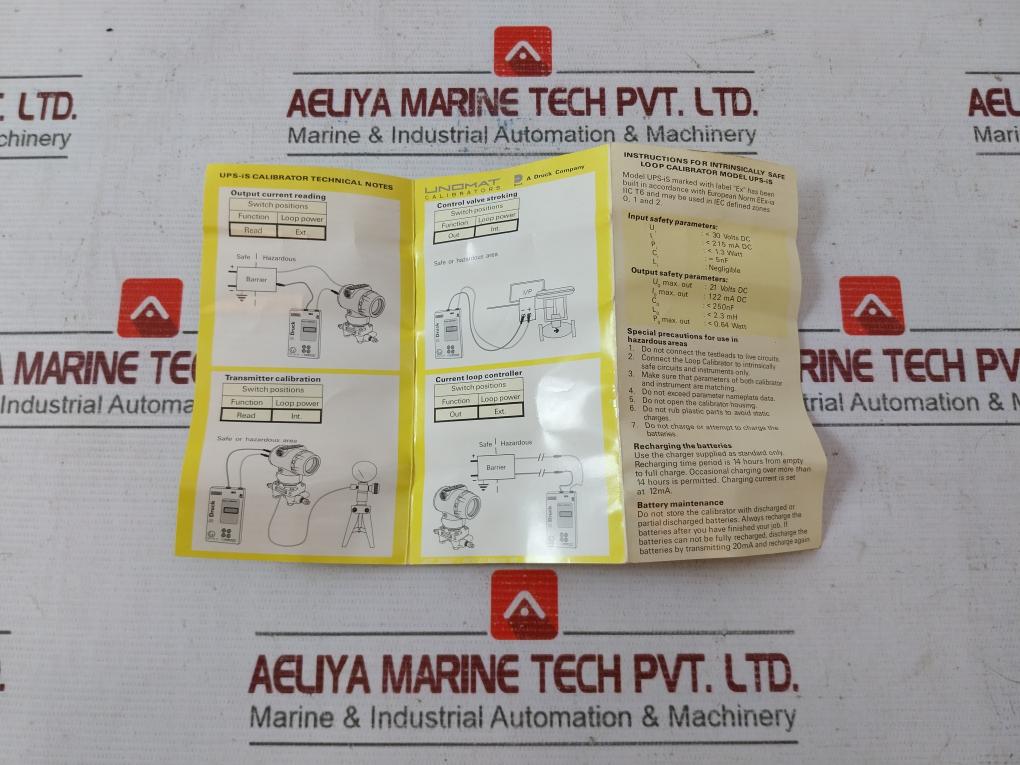 AELIYA MARINE TECH PVT. LTD.
Marine & Industrial Automation & Machinery
LTD.
chinery
AEL
Mari
UPS-iS CALIBRATOR TECHNICAL NOTES
Output current reading
Switch positions
Function Loop power
Read Ext.
Safe Hazardous
+
Barrier
Druck
Transmitter calibration
Switch positions
Function Loop power
Read Int.
Safe or hazardous area
Druck
UNOMAT
CALIBRATORS
A Druck Company
Control valve stroking
Switch positions
Function Loop power
Out Int.
Safe or hazardous area
I/P
Druck
Current loop controller
Switch positions
Function Loop power
Out Ext.
Safe Hazardous
+
Barrier
Druck
INSTRUCTIONS FOR INTRINSICALLY SAFE
LOOP CALIBRATOR MODEL UPS-iS
Model UPS-iS marked with label "Ex" has been
built in accordance with European Norm EEx-ia
IIC T6 and may be used in IEC defined zones
0, 1 and 2.
Input safety parameters:
Ui : < 30 Volts DC
Ii : < 215 mA DC
Pi : < 1.3 Watt
Ci : = 5nF
Li : Negligible
Output safety parameters:
max. out : 21 Volts DC
max. out : 122 mA DC
: < 250nF
: < 2.3 mH
max. out : < 0.64 Watt
Special precautions for use in
hazardous areas
1. Do not connect the testleads to live circuits.
2. Connect the Loop Calibrator to intrinsically
safe circuits and instruments only.
3. Make sure that parameters of both calibrator
and instrument are matching.
4. Do not exceed parameter nameplate data.
5. Do not open the calibrator housing.
6. Do not rub plastic parts to avoid static
charges.
7. Do not charge or attempt to charge the
batteries.
Recharging the batteries
Use the charger supplied as standard only.
Recharging time period is 14 hours from empty
to full charge. Occasional charging over more than
14 hours is permitted. Charging current is set
at 12mA.
Battery maintenance
Do not store the calibrator with discharged or
partial discharged batteries. Always recharge the
batteries after you have finished your job. If
batteries can not be fully recharged, discharge the
batteries by transmitting 20mA and recharge again.
A MARINE TECH
Industrial Automa
TECH PV
trial Automation & M
AELIYA MARINE TECH PVT. LTD.
Marine & Industrial Automation & Machinery